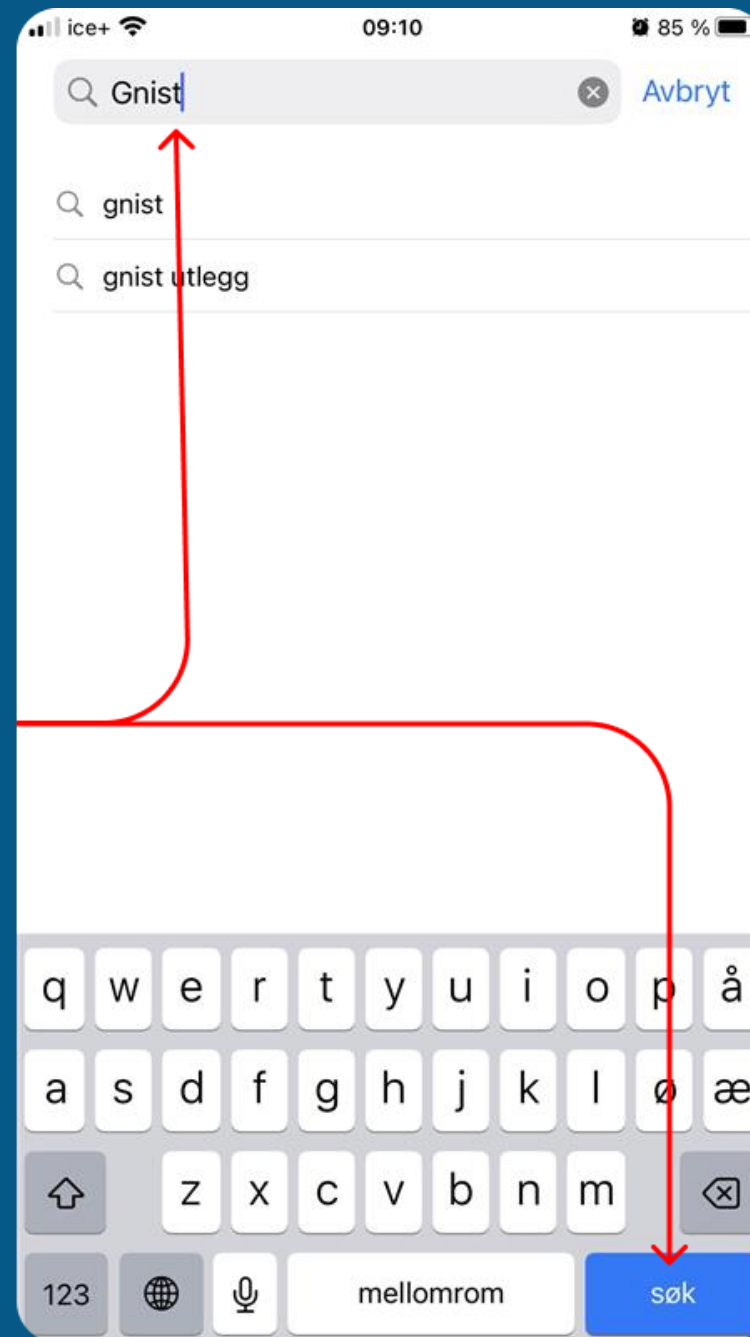 ice+ 09:10 85 %
Gnist Avbryt
gnist
gnist utlegg
q w e r t y u i o p å
a s d f g h j k l ø æ
z x c v b n m
123 mellomrom søk